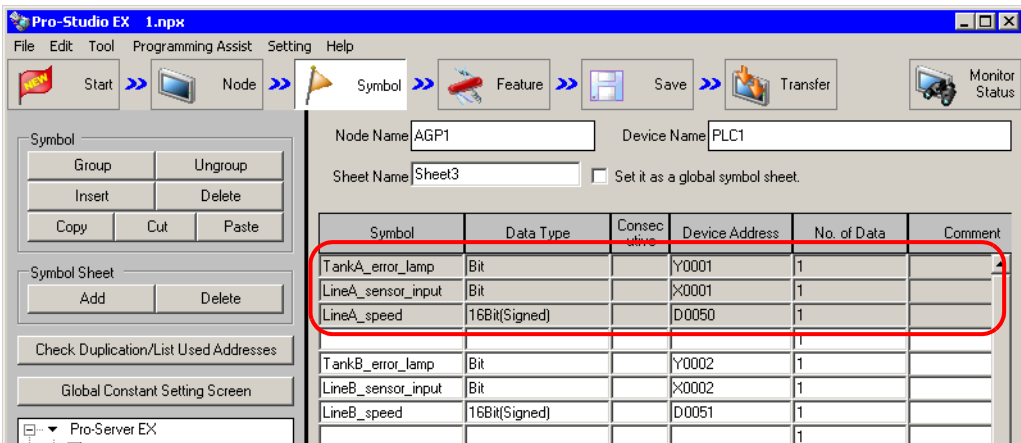 Pro-Studio EX 1.npx
File Edit Tool Programming Assist Setting Help
NEW Start Node Symbol Feature Save Transfer Monitor Status
Symbol
Group Ungroup
Insert Delete
Copy Cut Paste
Symbol Sheet
Add Delete
Check Duplication/List Used Addresses
Global Constant Setting Screen
Pro-Server EX
Node Name AGP1 Device Name PLC1
Sheet Name Sheet3 Set it as a global symbol sheet.
Symbol Data Type Consec utive Device Address No. of Data Comment
TankA_error_lamp Bit Y0001 1
LineA_sensor_input Bit X0001 1
LineA_speed 16Bit(Signed) D0050 1
1
TankB_error_lamp Bit Y0002 1
LineB_sensor_input Bit X0002 1
LineB_speed 16Bit(Signed) D0051 1
1